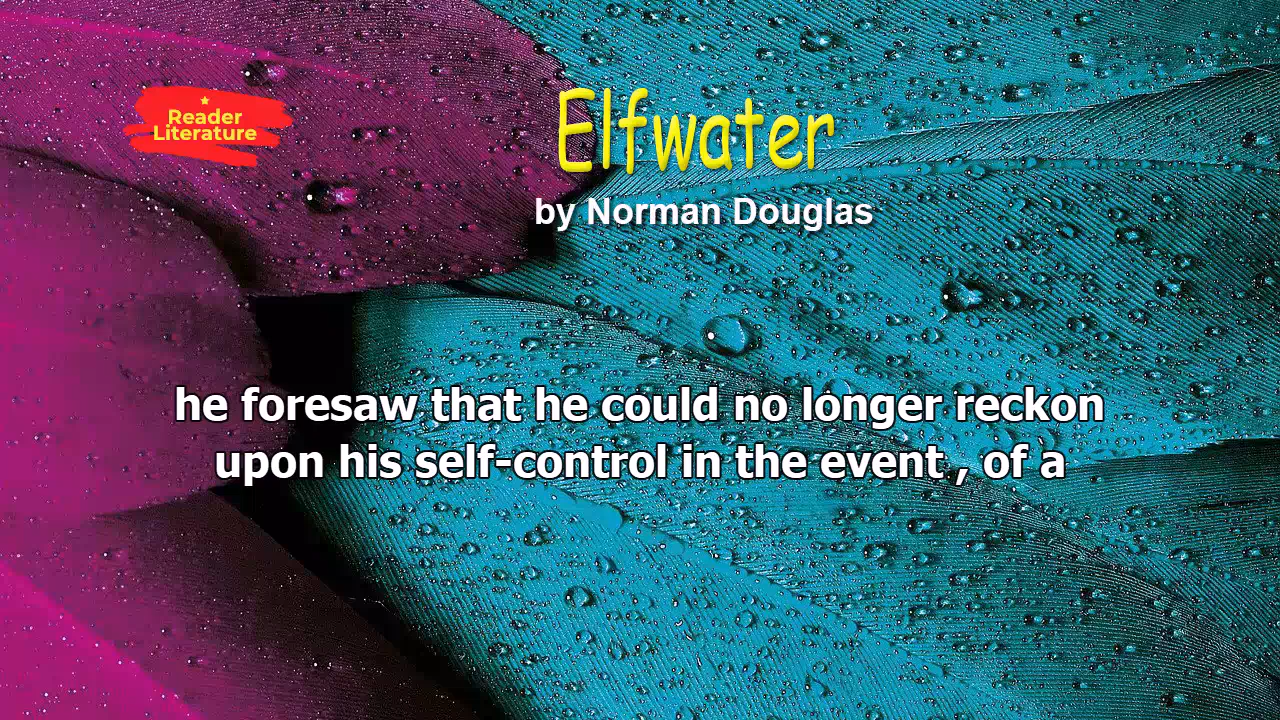 Reader
Literature
Elfwater
by Norman Douglas
he foresaw that he could no longer reckon
upon his self-control in the event , of a